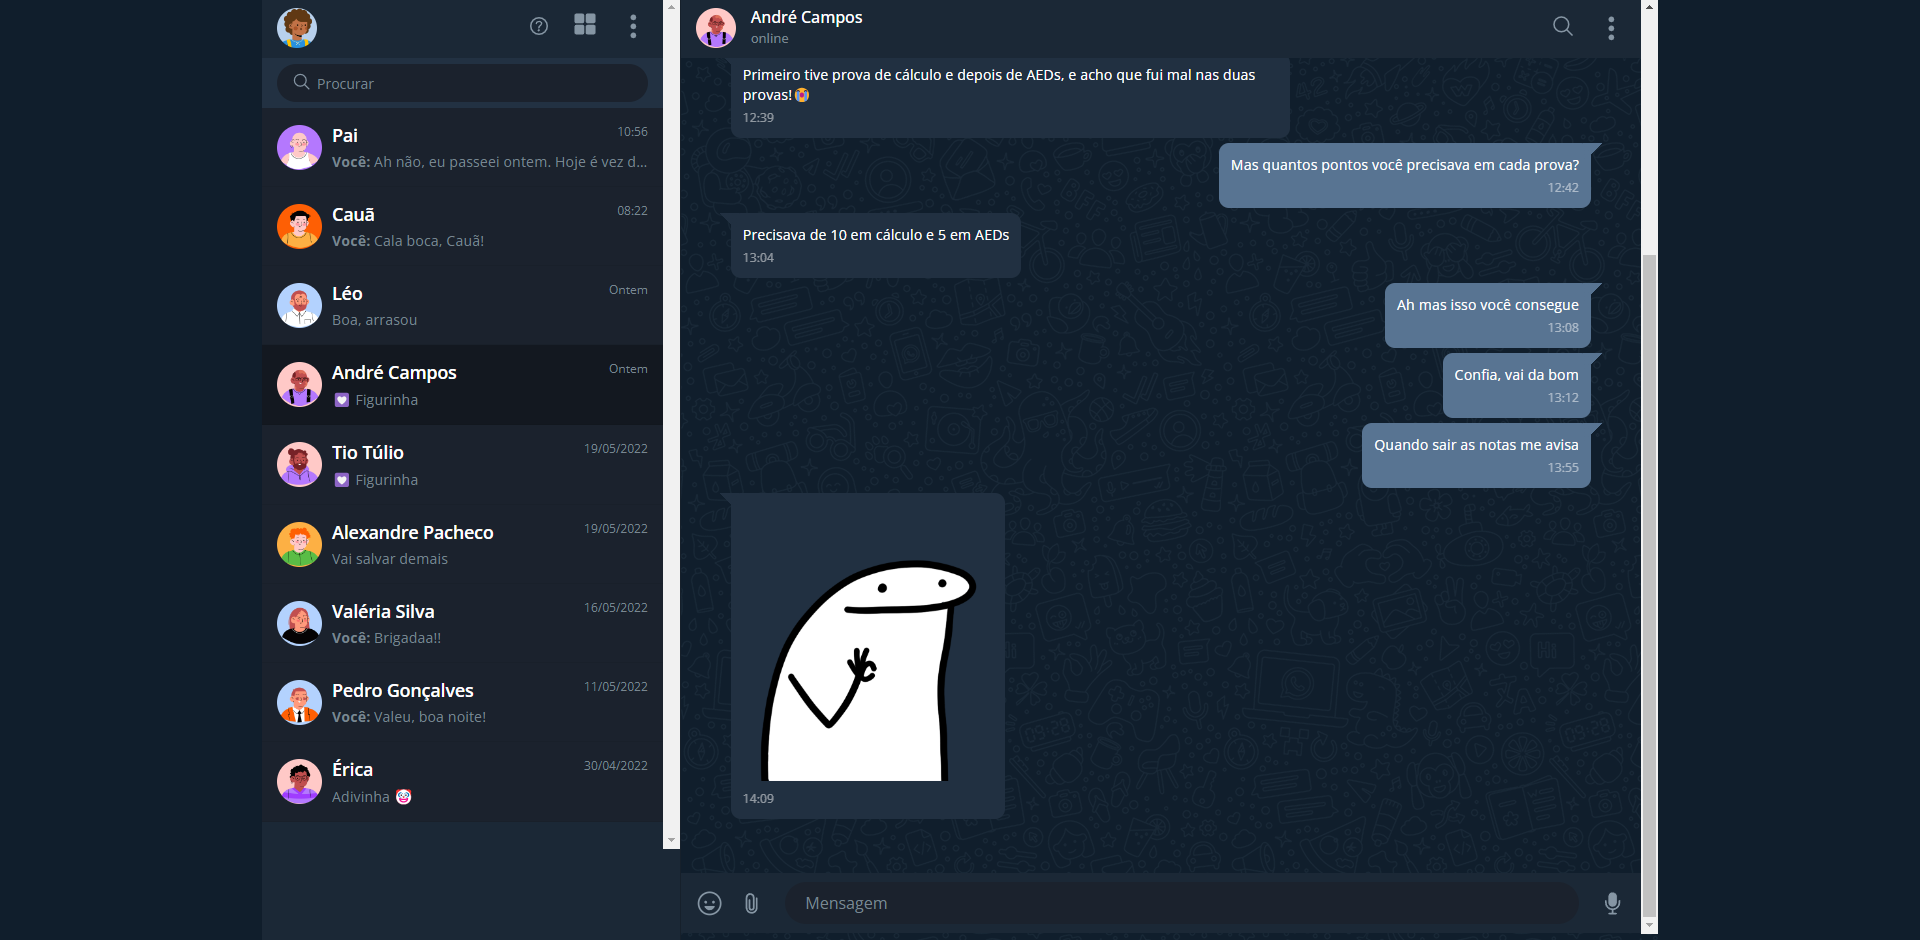 Procurar
Pai
10:56
Você: Ah não, eu passeei ontem. Hoje é vez d...
Cauã
08:22
Você: Cala boca, Cauã!
Léo
Ontem
Boa, arrasou
André Campos
Ontem
Figurinha
Tio Túlio
19/05/2022
Figurinha
Alexandre Pacheco
19/05/2022
Vai salvar demais
Valéria Silva
16/05/2022
Você: Brigadaa!!
Pedro Gonçalves
11/05/2022
Você: Valeu, boa noite!
Érica
30/04/2022
Adivinha 🤡
André Campos
online
Primeiro tive prova de cálculo e depois de AEDs, e acho que fui mal nas duas
provas!😭
12:39
Mas quantos pontos você precisava em cada prova?
12:42
Precisava de 10 em cálculo e 5 em AEDs
13:04
Ah mas isso você consegue
13:08
Confia, vai da bom
13:12
Quando sair as notas me avisa
13:55
14:09
Mensagem